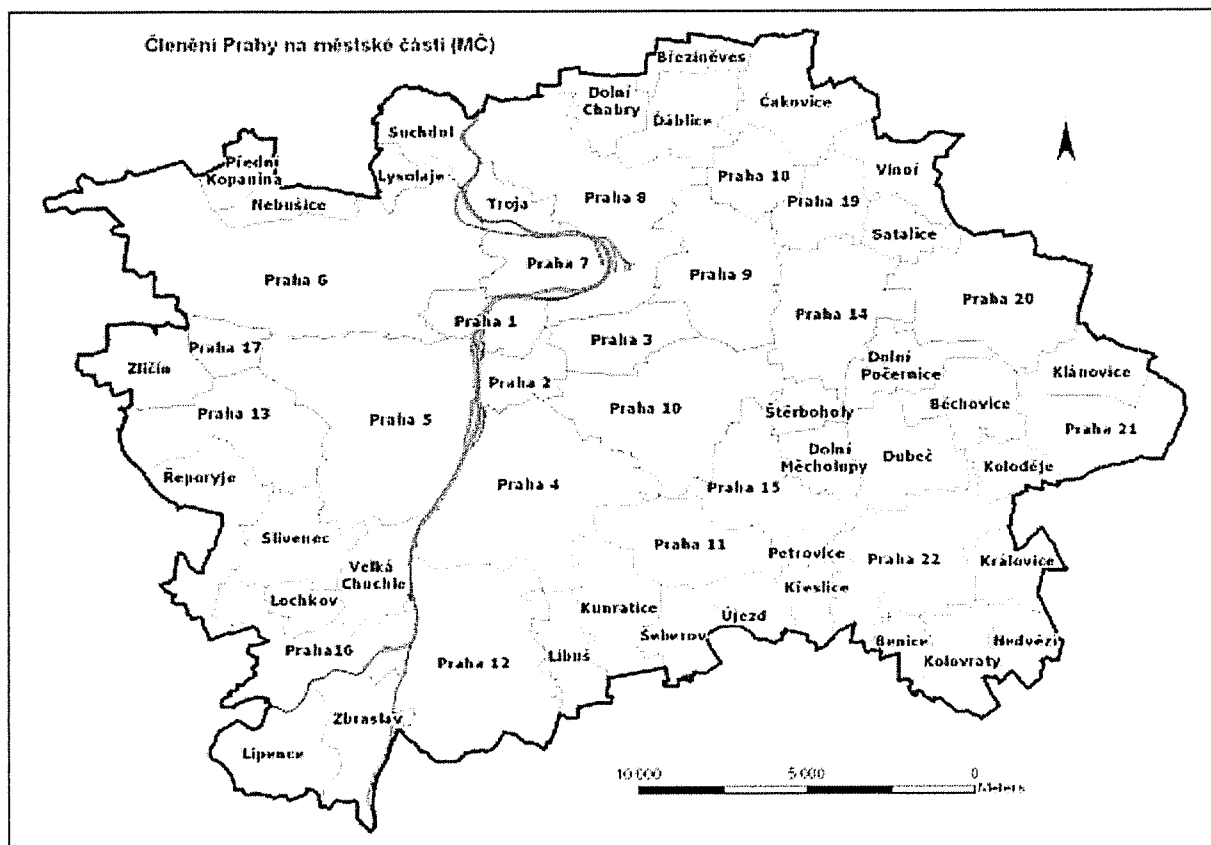 Členění Prahy na městské části (MČ)
Březiněves
Dolní
Chabry
Čakovice
Ďáblice
Suchdol
Přední
Kopanina
Lysolaje
Nebušice
Troja
Praha 8
Praha 18
Praha 19
Vinoř
Satalice
Praha 7
Praha 6
Praha 9
Praha 20
Praha 1
Praha 14
Praha 3
Praha 17
Zličín
Dolní
Počernice
Klánovice
Praha 2
Praha 13
Praha 5
Praha 10
Štěrboholy
Běchovice
Praha 21
Řeporyje
Dolní
Měcholupy
Dubeč
Koloděje
Praha 4
Praha 15
Slivenec
Praha 11
Petrovice
Praha 22
Královice
Velká
Chuchle
Křeslice
Lochkov
Kunratice
Újezd
Šeberov
Benice
Nedvězí
Praha16
Praha 12
Libuš
Kolovraty
Zbraslav
Lipence
10 000 5 000 0
Meters